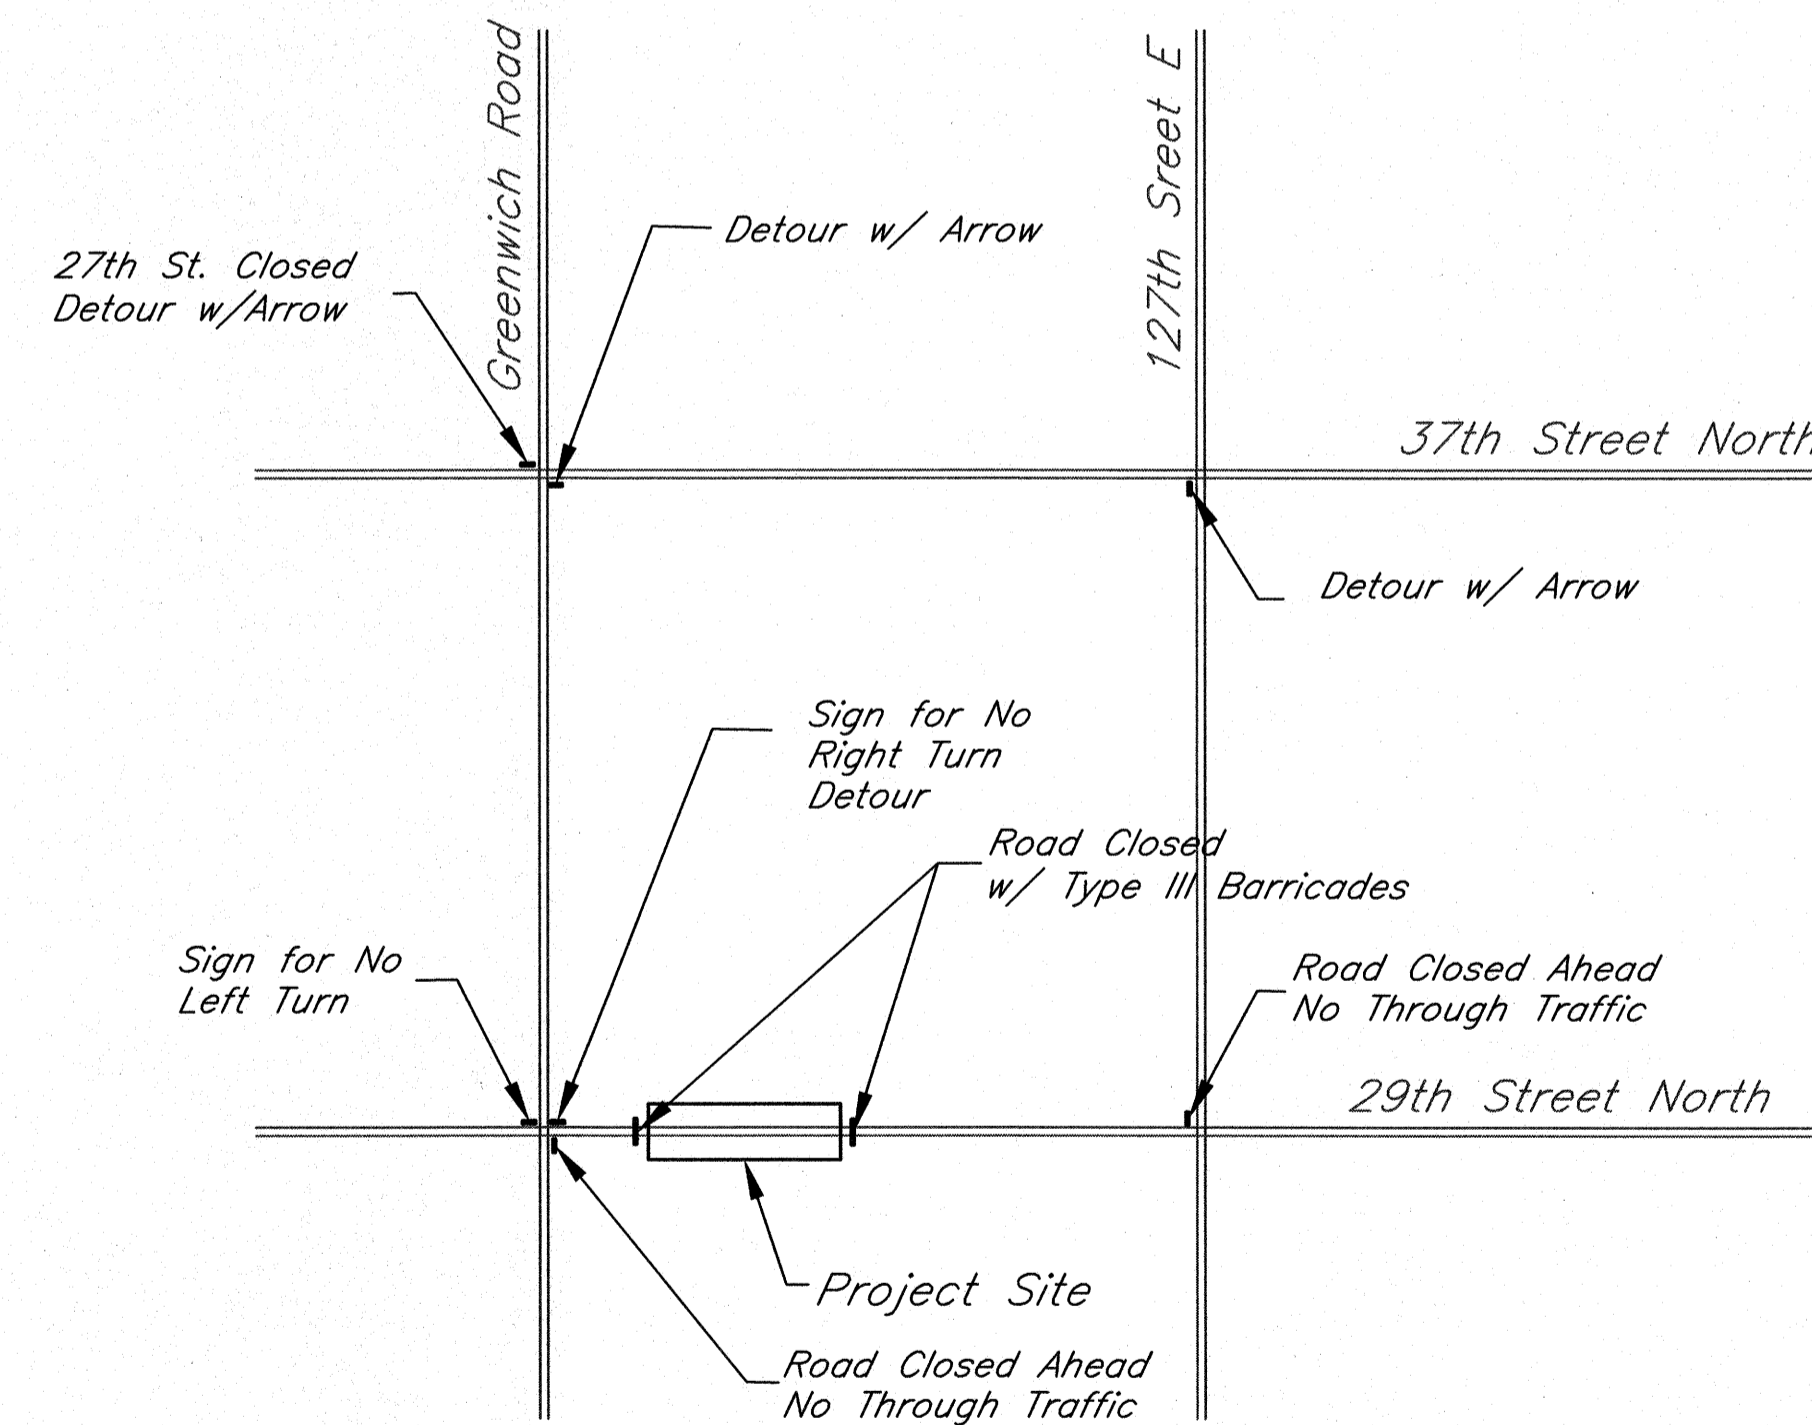 Greenwich Road
127th Sreet E
Detour w/ Arrow
27th St. Closed
Detour w/Arrow
37th Street North
Detour w/ Arrow
Sign for No
Right Turn
Detour
Road Closed
w/ Type III Barricades
Sign for No
Left Turn
Road Closed Ahead
No Through Traffic
29th Street North
Project Site
Road Closed Ahead
No Through Traffic